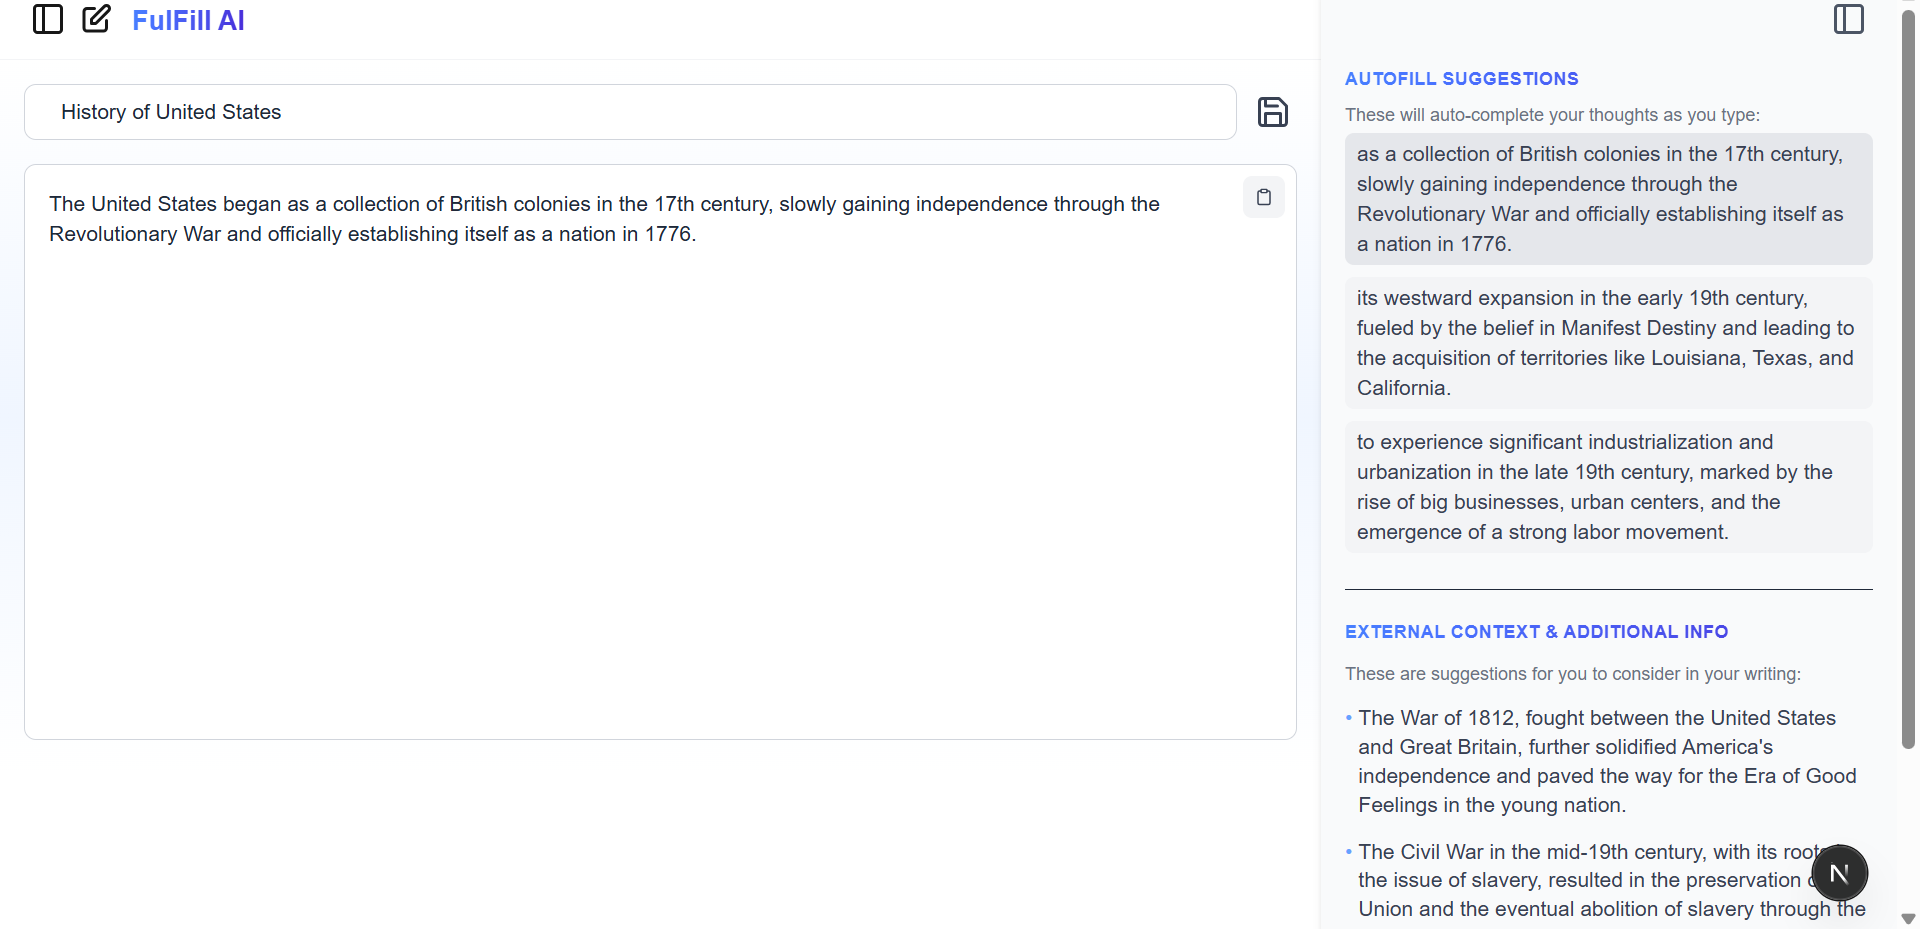 FulFill AI
History of United States
The United States began as a collection of British colonies in the 17th century, slowly gaining independence through the
Revolutionary War and officially establishing itself as a nation in 1776.
AUTOFILL SUGGESTIONS
These will auto-complete your thoughts as you type:
as a collection of British colonies in the 17th century,
slowly gaining independence through the
Revolutionary War and officially establishing itself as
a nation in 1776.
its westward expansion in the early 19th century,
fueled by the belief in Manifest Destiny and leading to
the acquisition of territories like Louisiana, Texas, and
California.
to experience significant industrialization and
urbanization in the late 19th century, marked by the
rise of big businesses, urban centers, and the
emergence of a strong labor movement.
EXTERNAL CONTEXT & ADDITIONAL INFO
These are suggestions for you to consider in your writing:
• The War of 1812, fought between the United States
and Great Britain, further solidified America's
independence and paved the way for the Era of Good
Feelings in the young nation.
• The Civil War in the mid-19th century, with its
the issue of slavery, resulted in the preservation
Union and the eventual abolition of slavery through the
N